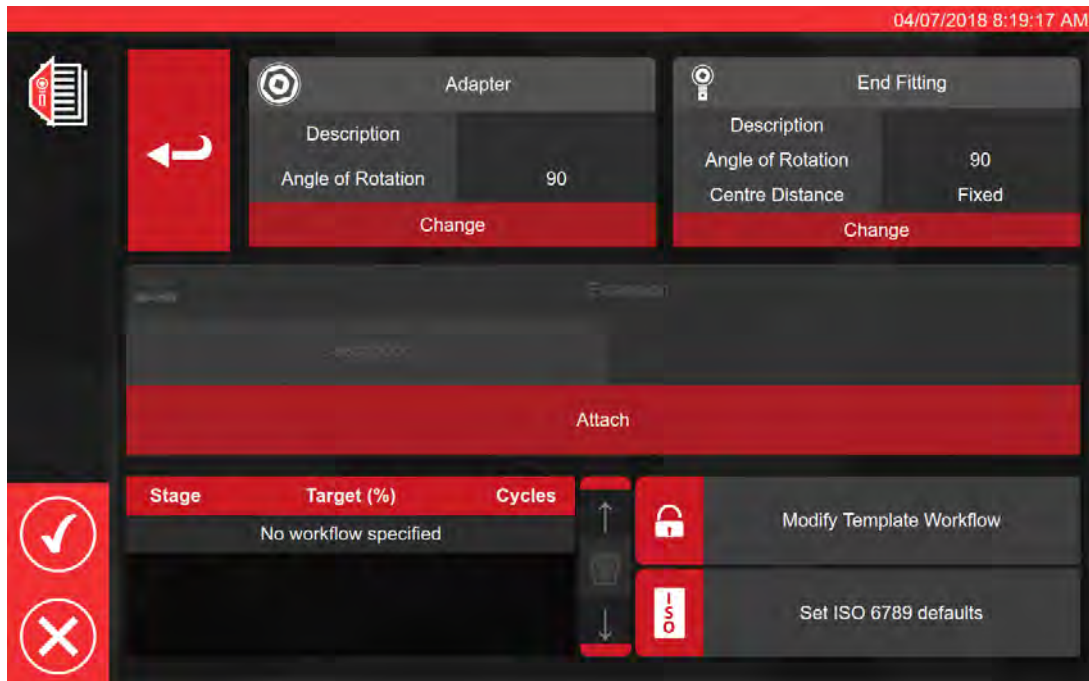 04/07/2018 8:19:17 AM
Adapter
Description
Angle of Rotation 90
Change
End Fitting
Description
Angle of Rotation 90
Centre Distance Fixed
Change
Attach
Stage Target (%) Cycles
No workflow specified
Modify Template Workflow
ISO
Set ISO 6789 defaults